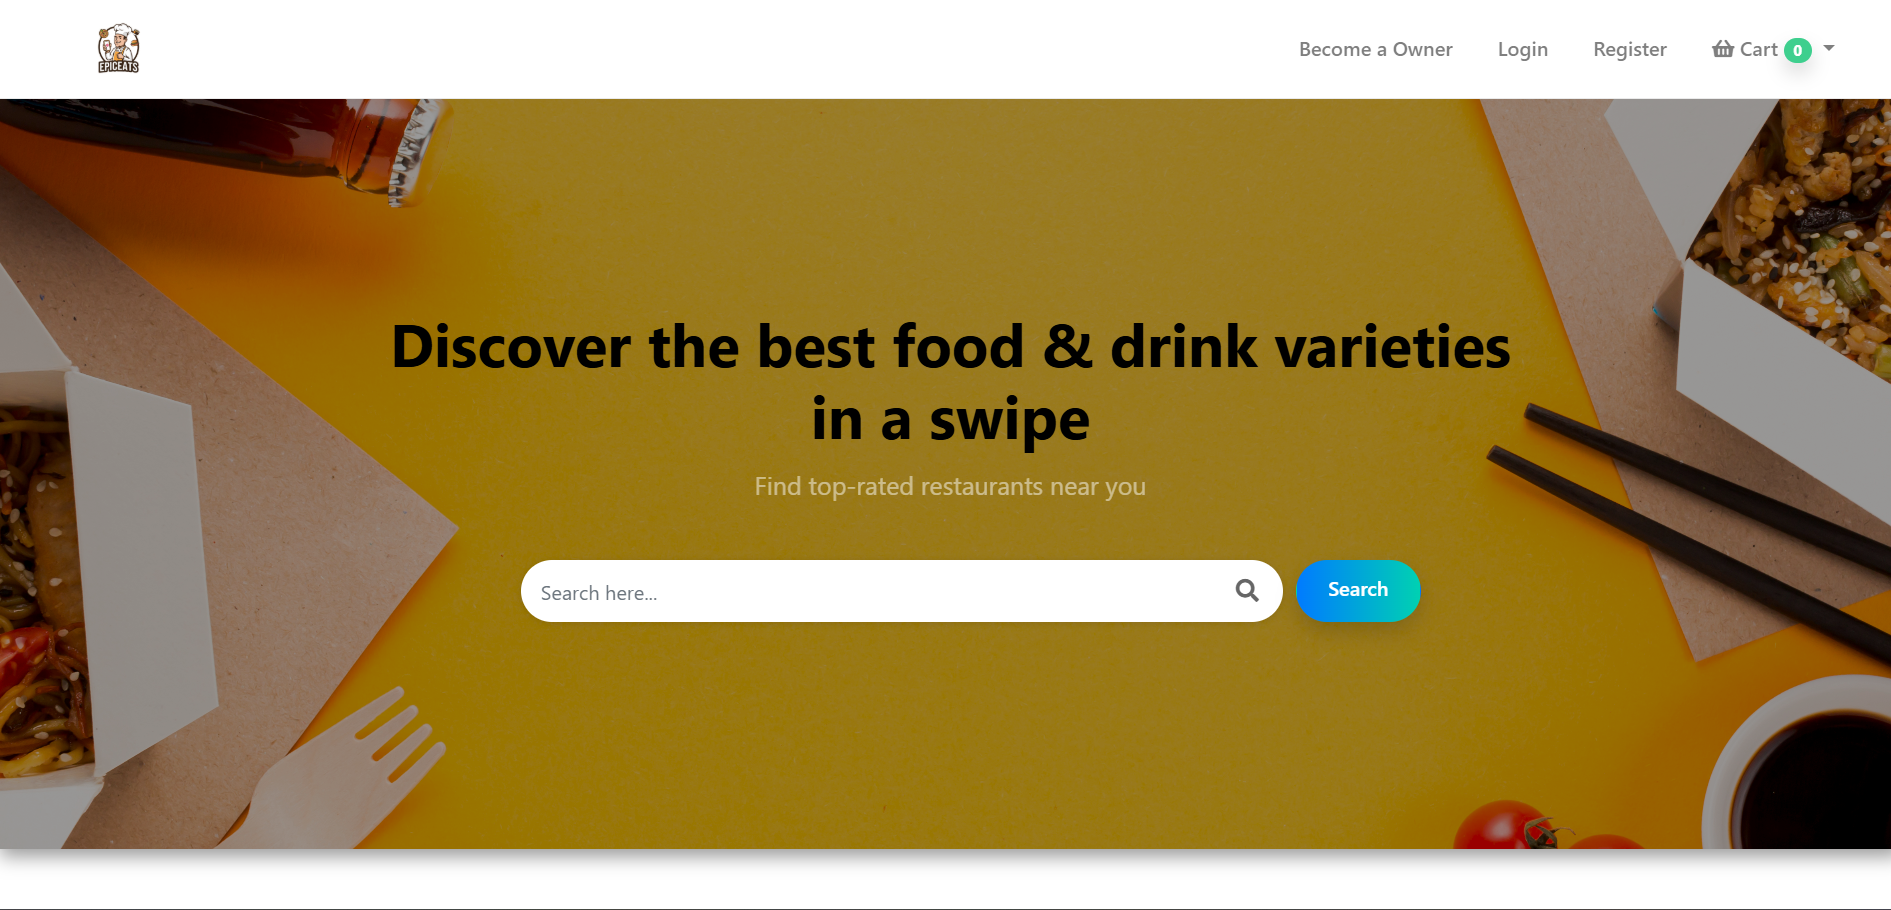 EPICEATS
Become a Owner
Login
Register
Cart 0
Discover the best food & drink varieties
in a swipe
Find top-rated restaurants near you
Search here...
Search